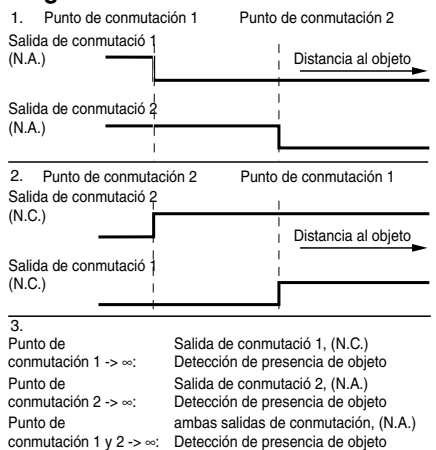 1. Punto de conmutación 1 Punto de conmutación 2
Salida de conmutació 1
(N.A.)
Distancia al objeto
Salida de conmutació 2
(N.A.)
2. Punto de conmutación 2 Punto de conmutación 1
Salida de conmutació 2
(N.C.)
Distancia al objeto
Salida de conmutació 1
(N.C.)
3.
Punto de Salida de conmutació 1, (N.C.)
conmutación 1 -> ∞: Detección de presencia de objeto
Punto de Salida de conmutació 2, (N.A.)
conmutación 2 -> ∞: Detección de presencia de objeto
Punto de ambas salidas de conmutación, (N.A.)
conmutación 1 y 2 -> ∞: Detección de presencia de objeto